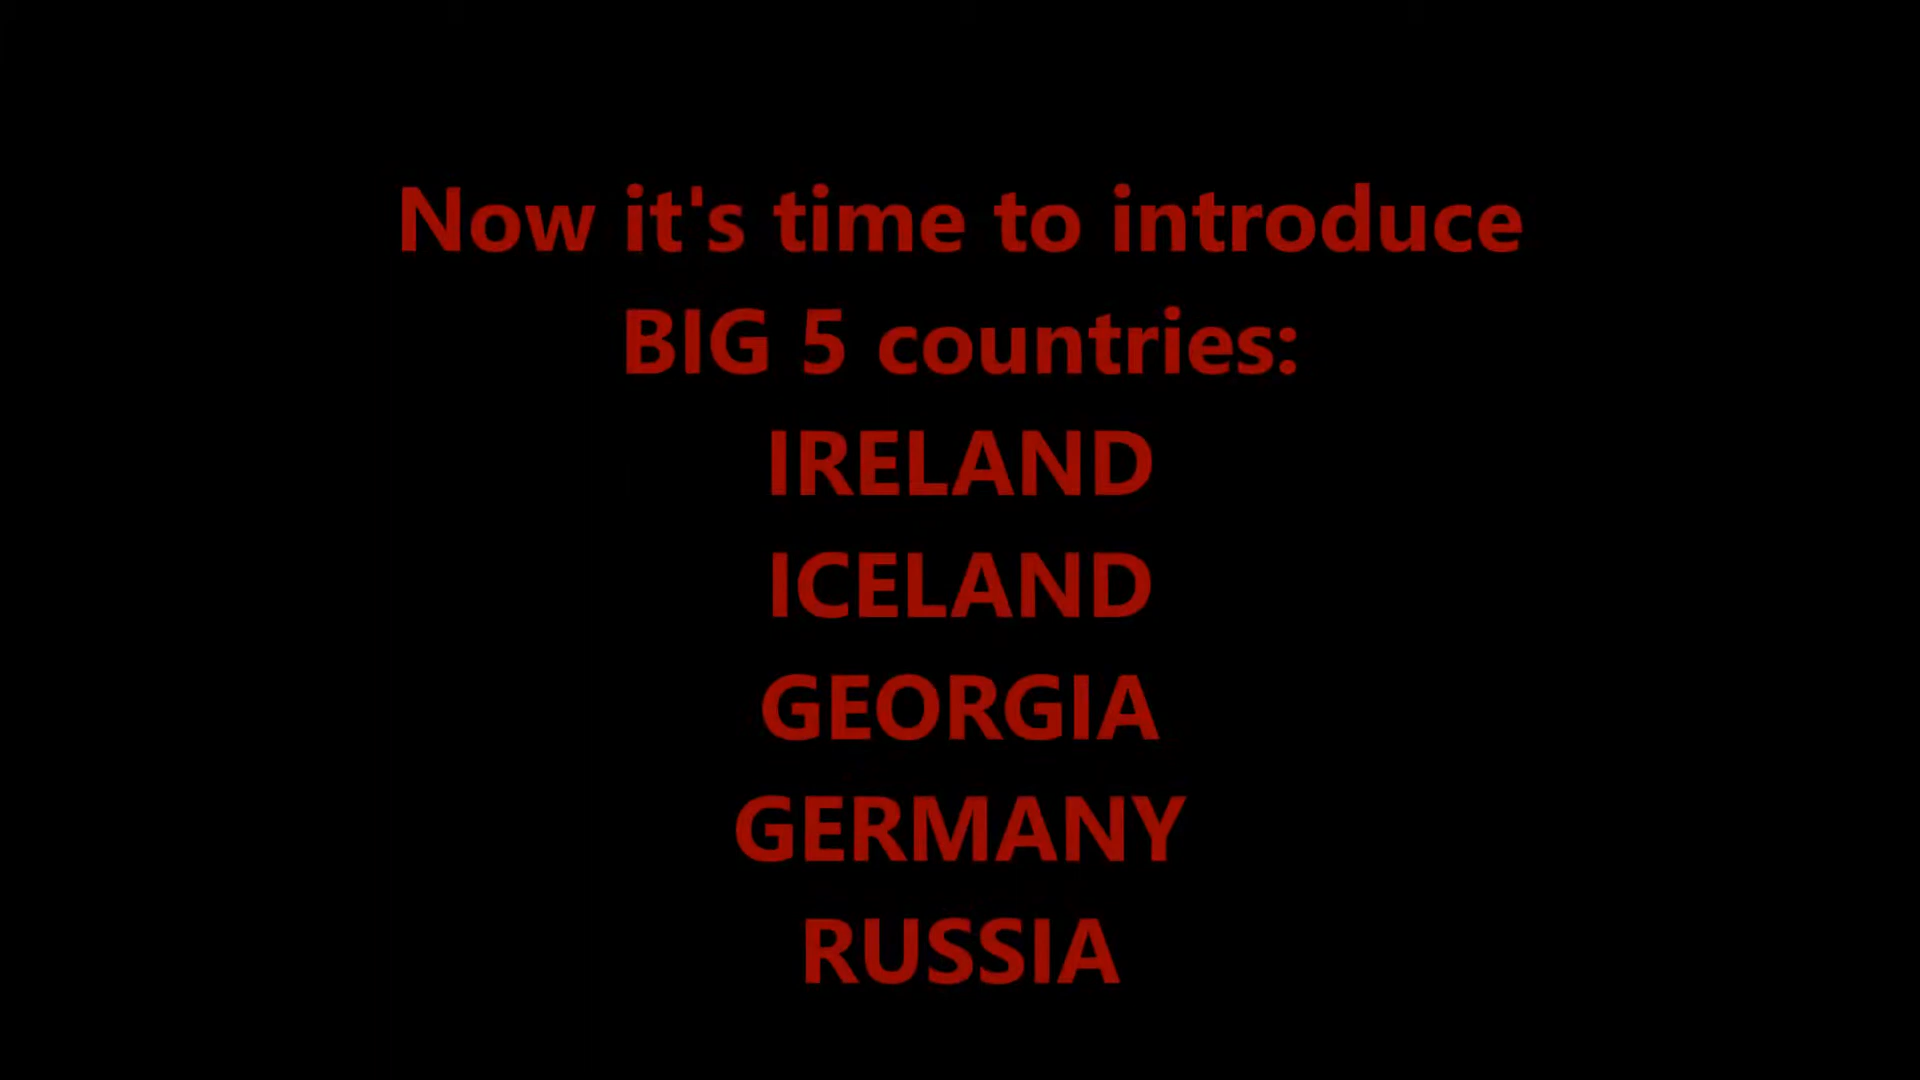 Now it's time to introduce
BIG 5 countries:
IRELAND
ICELAND
GEORGIA
GERMANY
RUSSIA